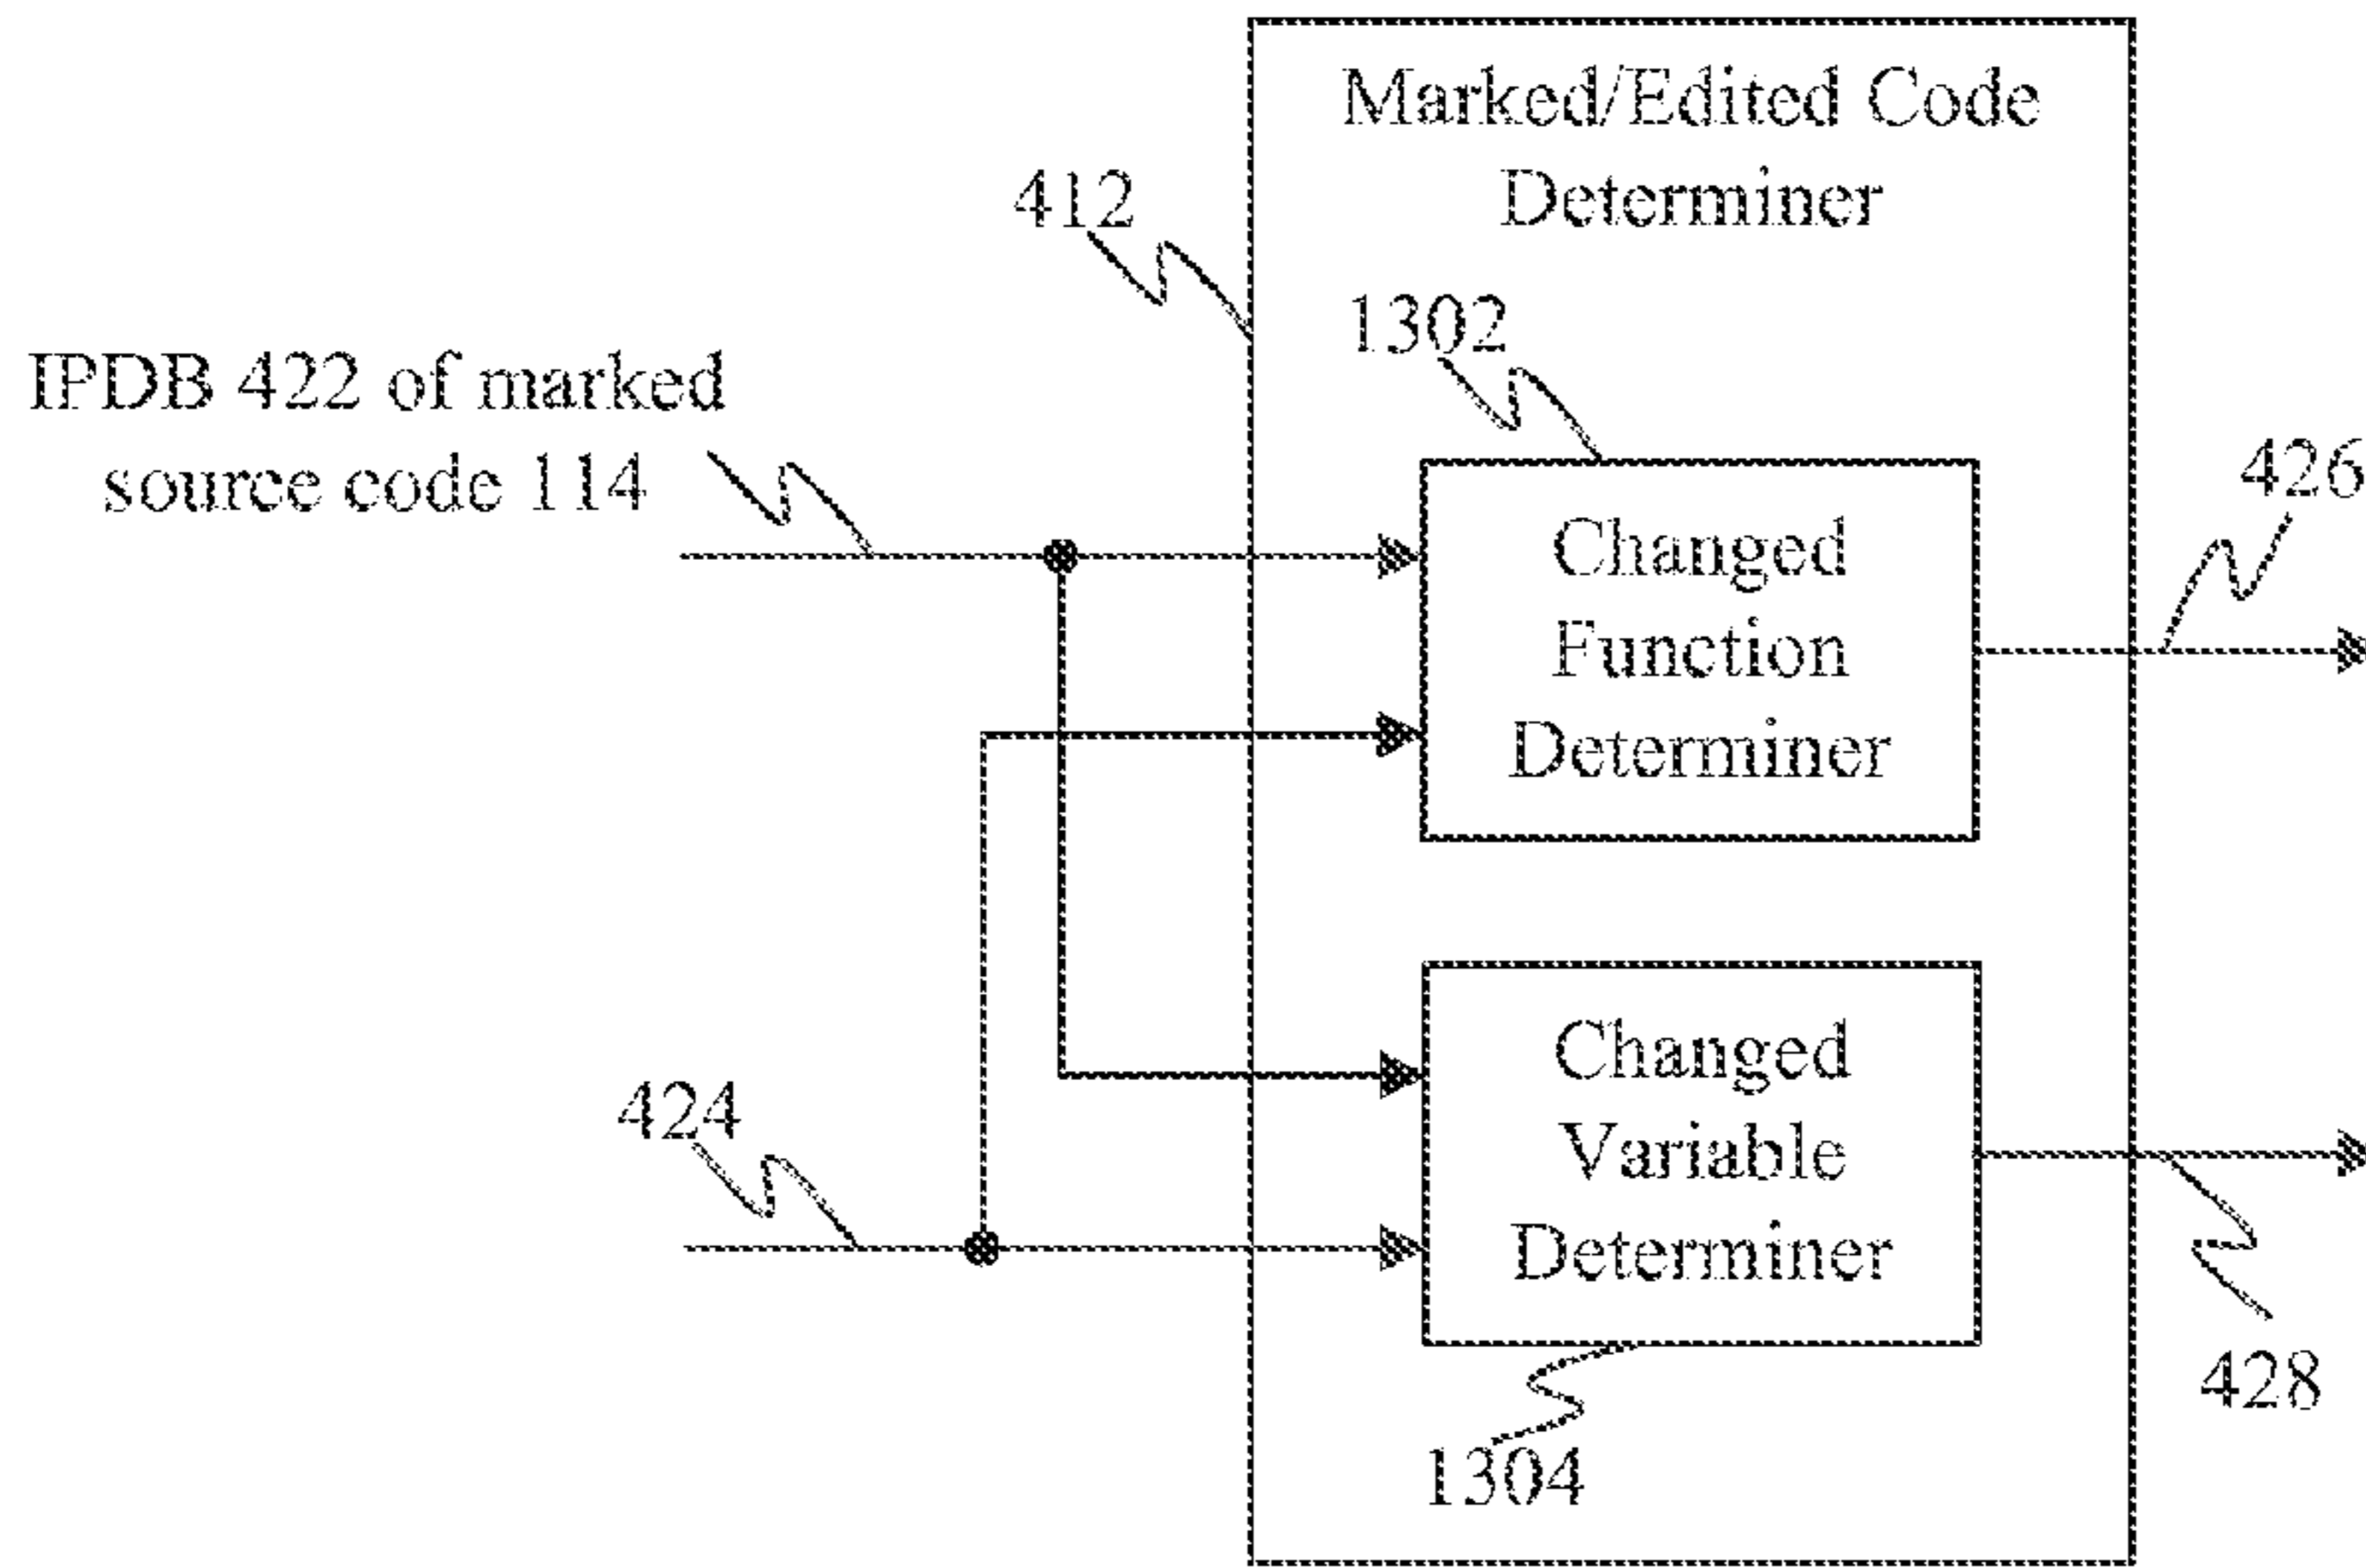 Marked/Edited Code
Determiner
412
1302
IPDB 422 of marked
source code 114
426
Changed
Function
Determiner
Changed
Variable
Determiner
424
428
1304